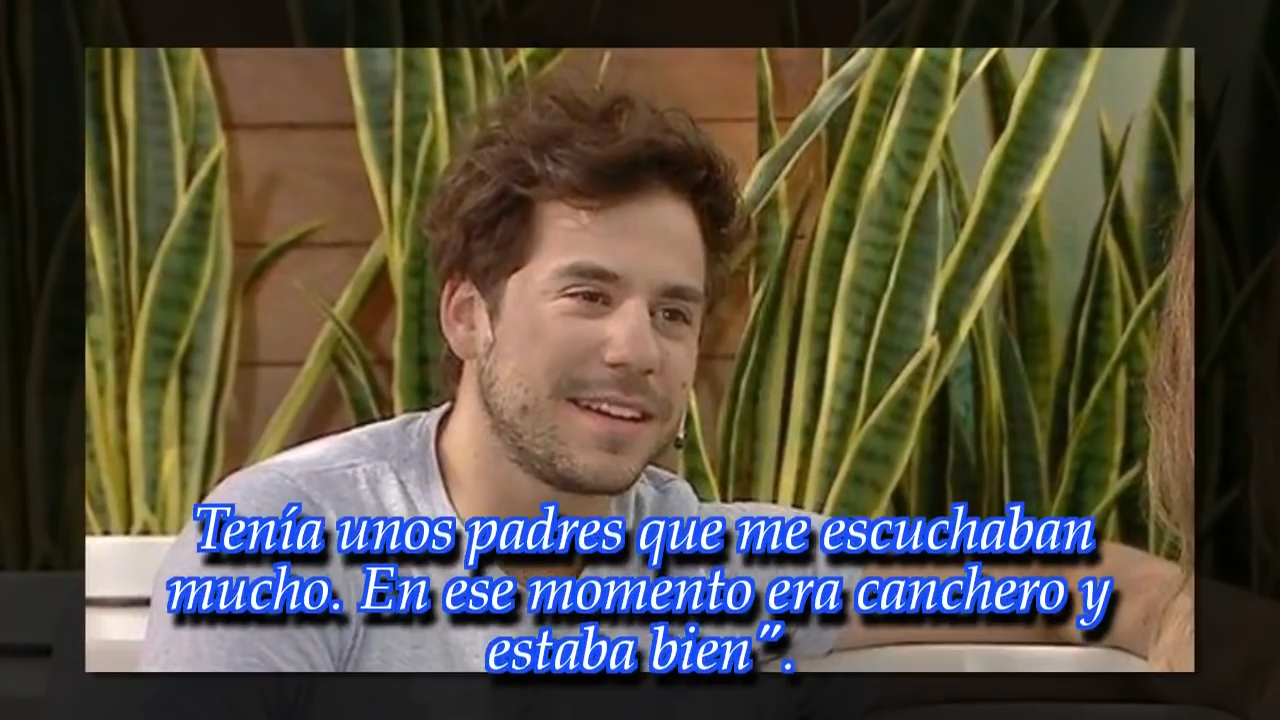 Tenía unos padres que me escuchaban
mucho. En ese momento era canchero y
estaba bien”.